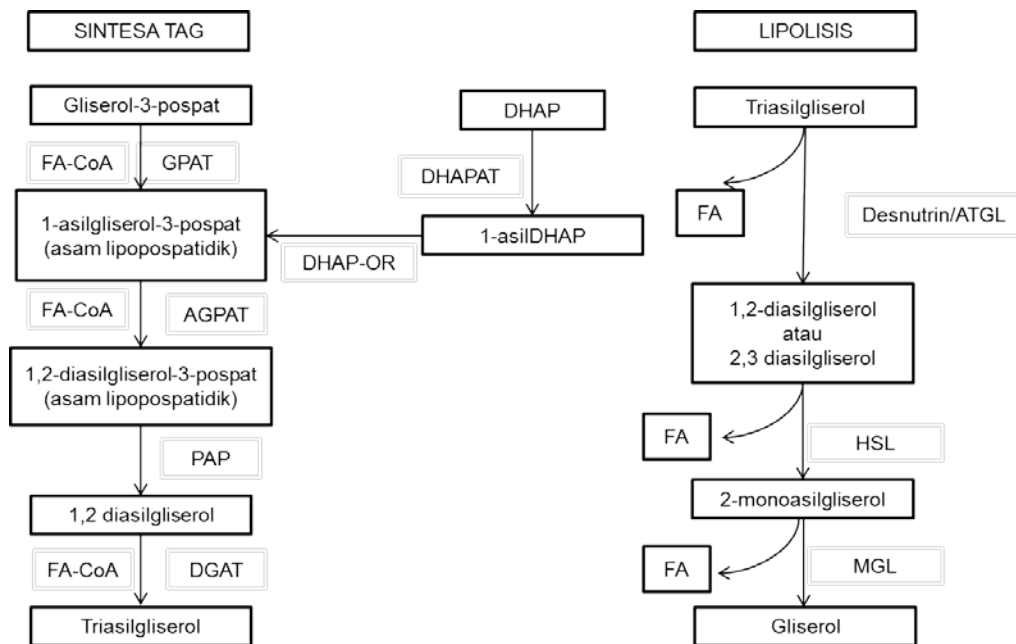 SINTESA TAG
Gliserol-3-pospat
FA-CoA
GPAT
1-asilgliserol-3-pospat
(asam lipopospatidik)
FA-CoA
AGPAT
1,2-diasilgliserol-3-pospat
(asam lipopospatidik)
PAP
1,2 diasilgliserol
FA-CoA
DGAT
Triasilgliserol
DHAP
DHAPAT
1-asilDHAP
DHAP-OR
LIPOLISIS
Triasilgliserol
FA
Desnutrin/ATGL
1,2-diasilgliserol
atau
2,3 diasilgliserol
FA
HSL
2-monoasilgliserol
FA
MGL
Gliserol